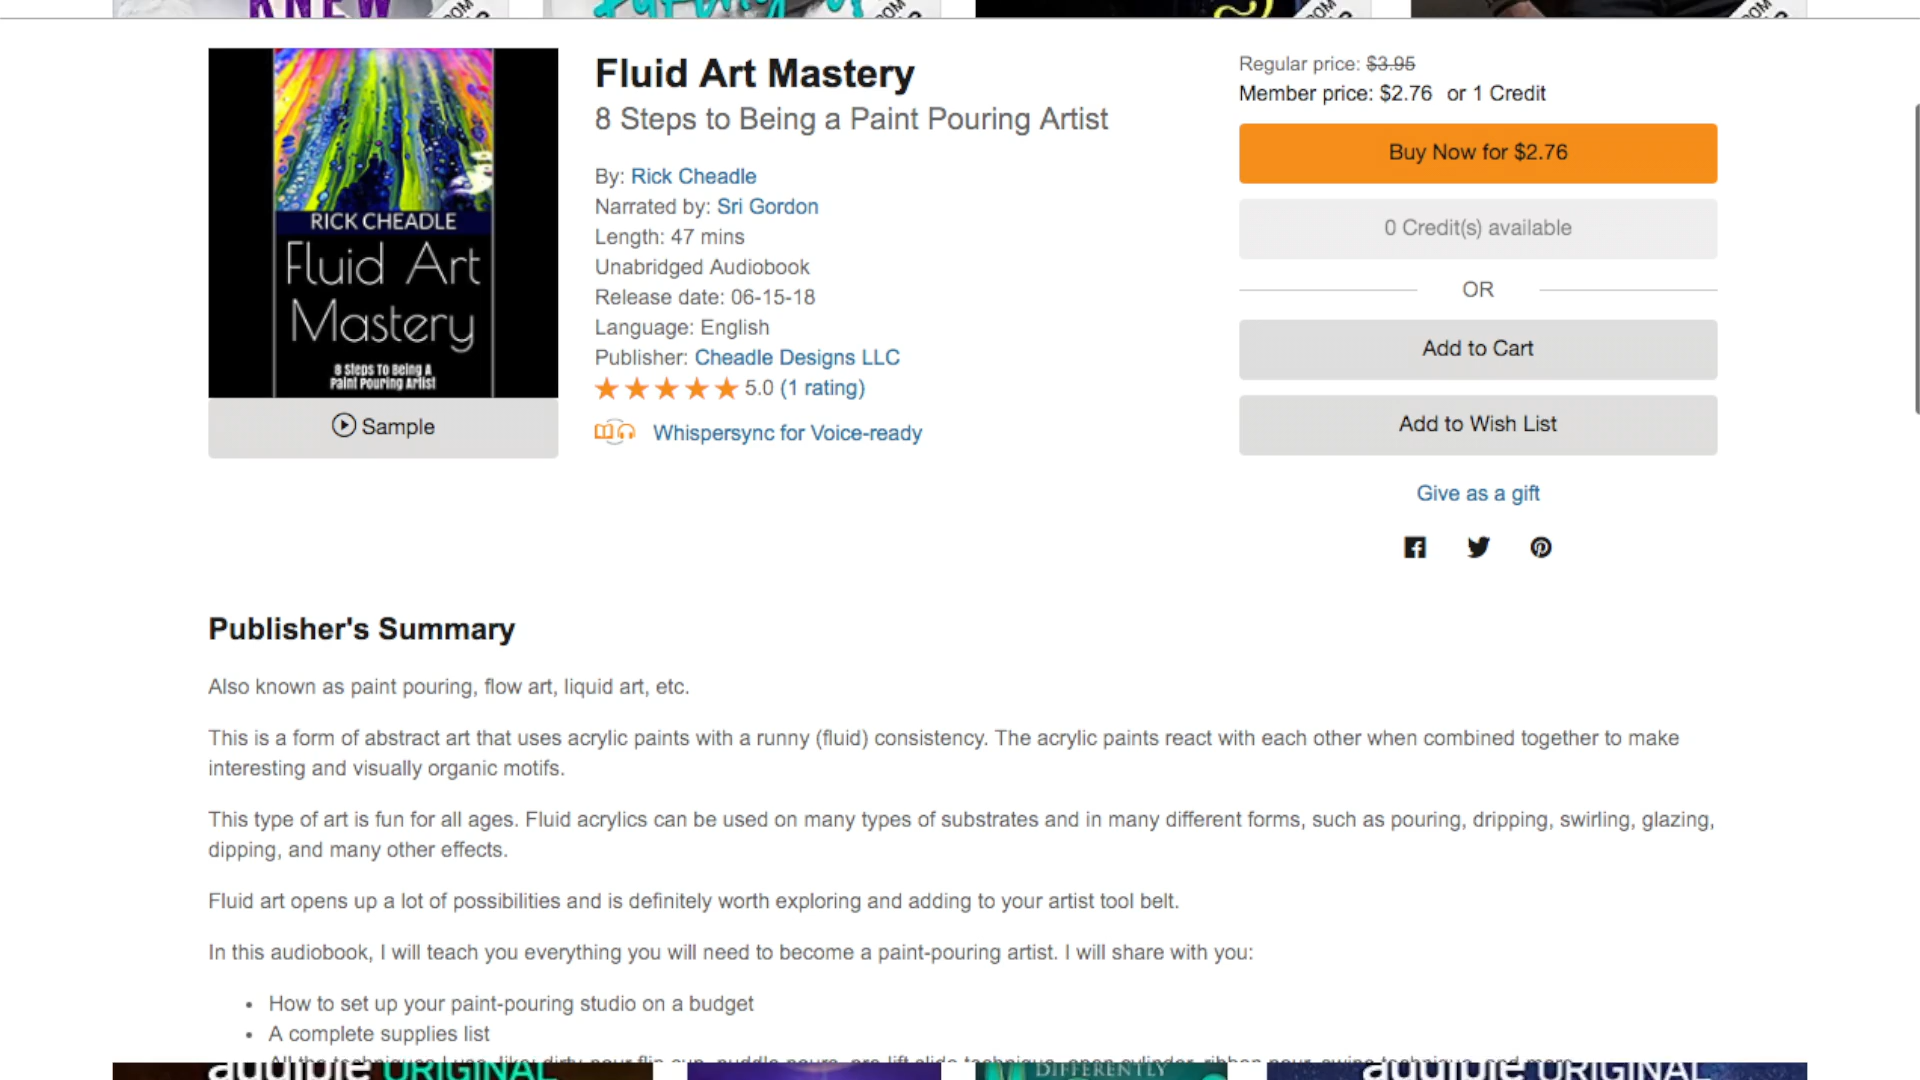 KNEW
Fluid Art Mastery
8 Steps to Being a Paint Pouring Artist
By: Rick Cheadle
Narrated by: Sri Gordon
Length: 47 mins
Unabridged Audiobook
Release date: 06-15-18
Language: English
Publisher: Cheadle Designs LLC
5.0 (1 rating)
Whispersync for Voice-ready
RICK CHEADLE
Fluid Art
Mastery
8 Steps To Being A
Paint Pouring Artist
Sample
Regular price: $3.95
Member price: $2.76 or 1 Credit
Buy Now for $2.76
0 Credit(s) available
OR
Add to Cart
Add to Wish List
Give as a gift
Publisher's Summary
Also known as paint pouring, flow art, liquid art, etc.
This is a form of abstract art that uses acrylic paints with a runny (fluid) consistency. The acrylic paints react with each other when combined together to make
interesting and visually organic motifs.
This type of art is fun for all ages. Fluid acrylics can be used on many types of substrates and in many different forms, such as pouring, dripping, swirling, glazing,
dipping, and many other effects.
Fluid art opens up a lot of possibilities and is definitely worth exploring and adding to your artist tool belt.
In this audiobook, I will teach you everything you will need to become a paint-pouring artist. I will share with you:
• How to set up your paint-pouring studio on a budget
• A complete supplies list
audible ORIGINAL
DIFFERENTLY
audible ORIGINAL